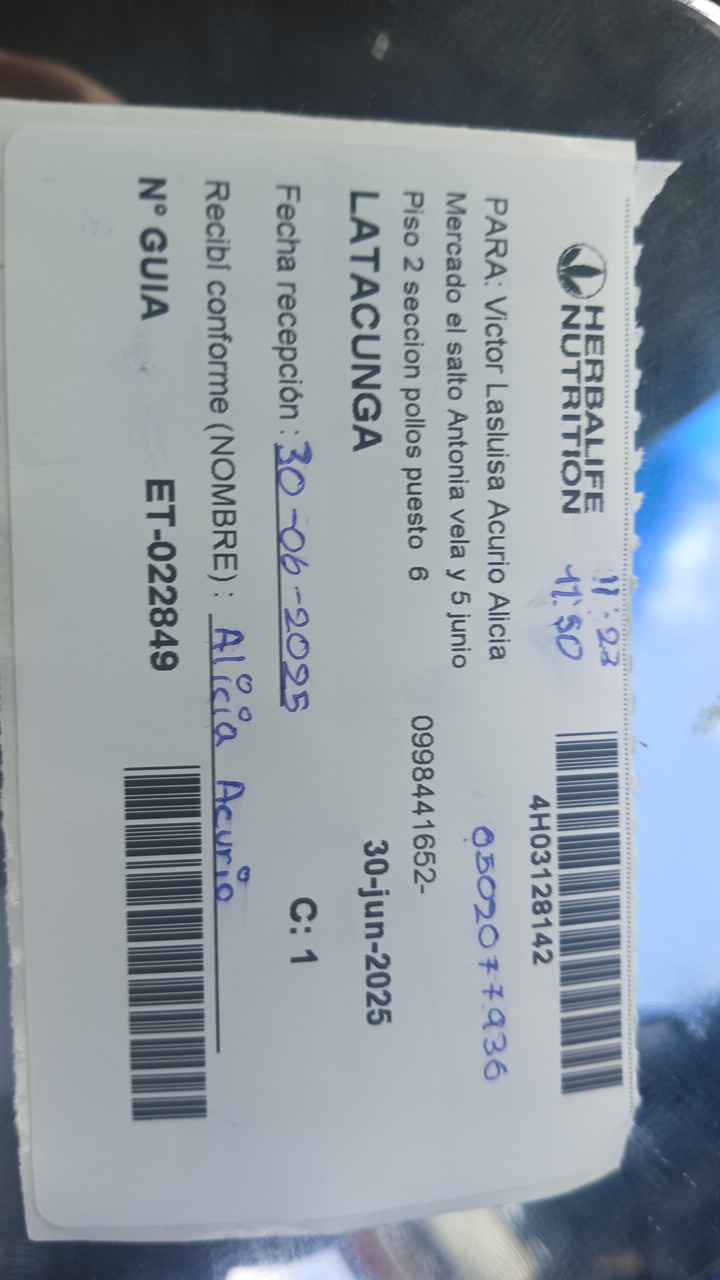 HERBALIFE
NUTRITION
11:23
11:50
4H03128142
PARA: Victor Lasluisa Acurio Alicia
Mercado el salto Antonia vela y 5 junio
0502077936
Piso 2 seccion pollos puesto 6
0998441652-
LATACUNGA
30-jun-2025
Fecha recepción : 30-06-2025
C: 1
Recibí conforme (NOMBRE) : Alicia Acurio
N° GUIA ET-022849